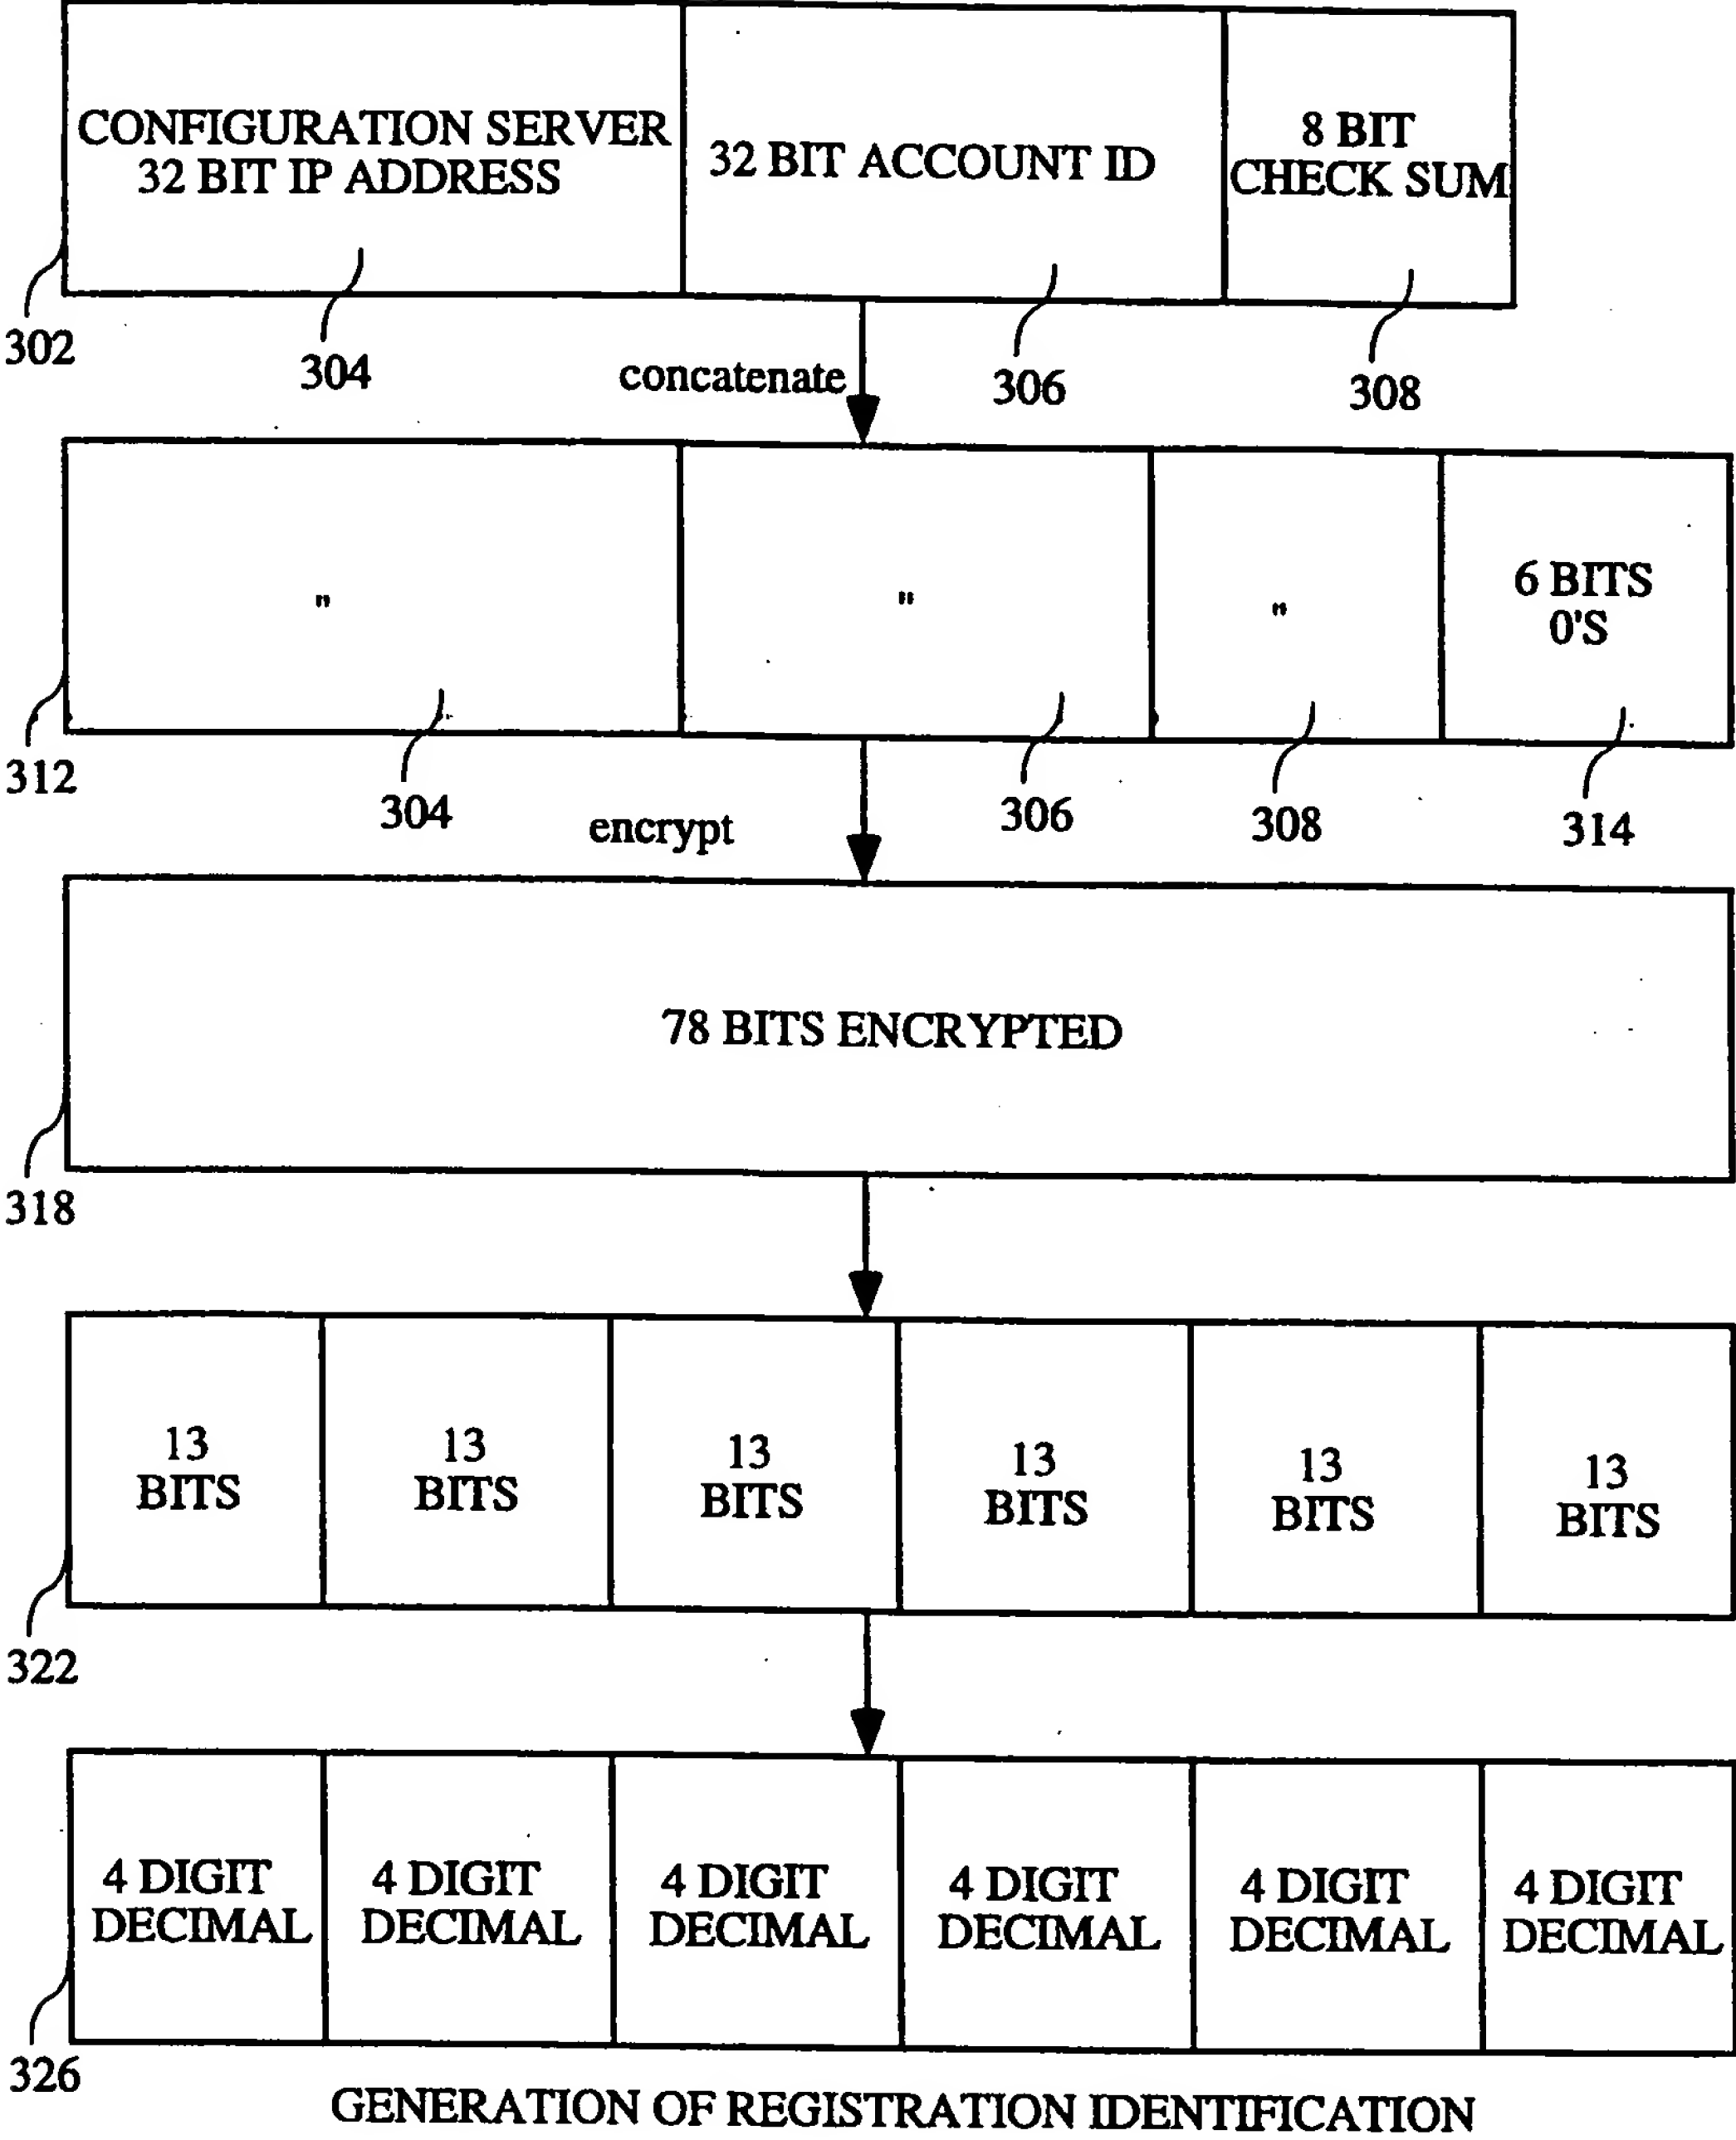 CONFIGURATION SERVER
32 BIT IP ADDRESS
32 BIT ACCOUNT ID
8 BIT
CHECK SUM
302
304
concatenate
306
308
"
"
"
6 BITS
0'S
312
304
encrypt
306
308
314
78 BITS ENCRYPTED
318
13
BITS
13
BITS
13
BITS
13
BITS
13
BITS
13
BITS
322
4 DIGIT
DECIMAL
4 DIGIT
DECIMAL
4 DIGIT
DECIMAL
4 DIGIT
DECIMAL
4 DIGIT
DECIMAL
4 DIGIT
DECIMAL
326
GENERATION OF REGISTRATION IDENTIFICATION